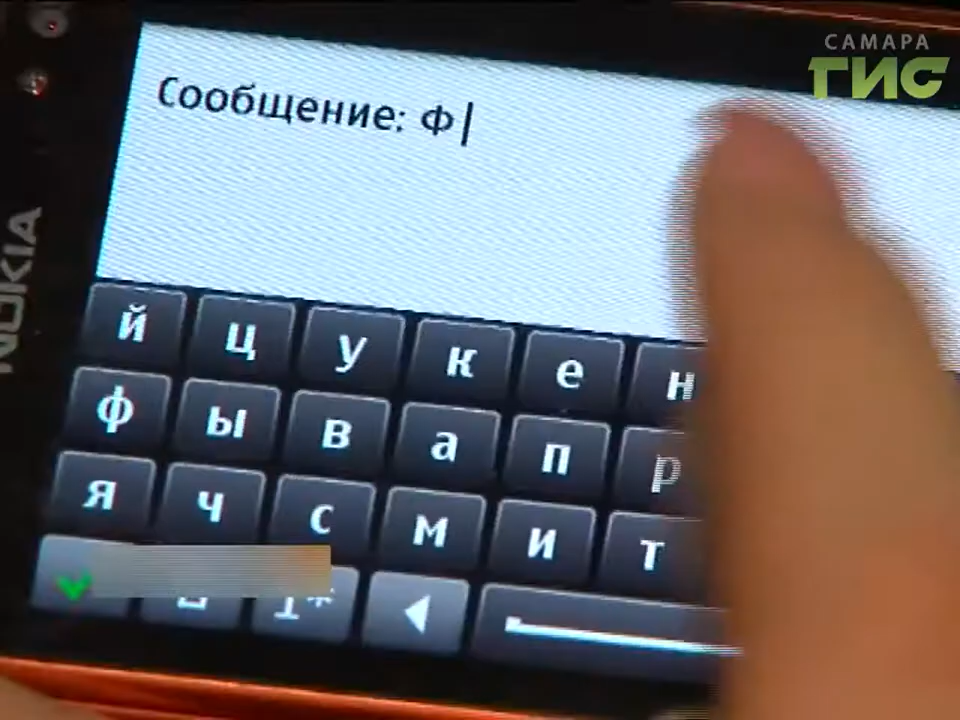 САМАРА
ГИС
NOKIA
Сообщение: Ф
й ц у к е н
ф ы в а п р
я ч с м и т